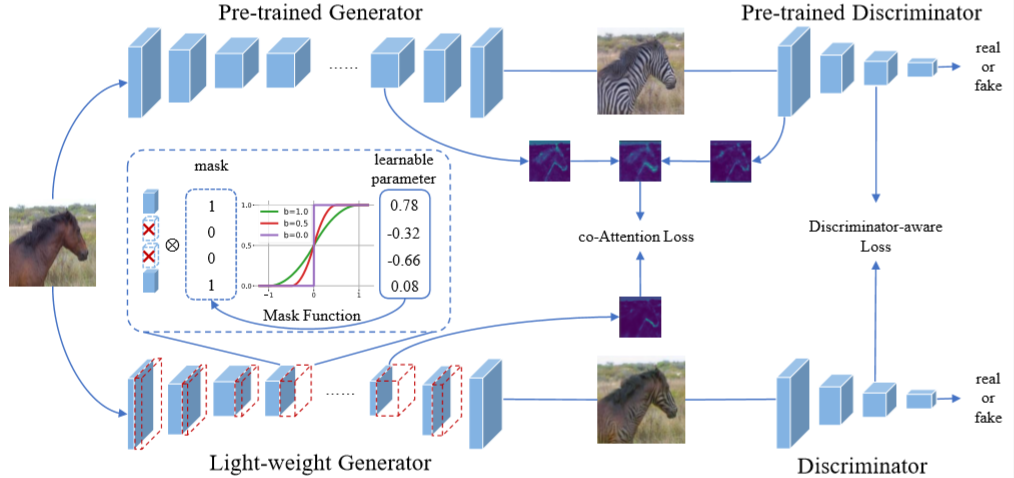 Pre-trained Generator
Pre-trained Discriminator
......
real
or
fake
mask
learnable
parameter
1
0
0
1
⊗
1.0
0.5
0.0
b=1.0
b=0.5
b=0.0
−1
0
1
0.78
-0.32
-0.66
0.08
Mask Function
co-Attention Loss
Discriminator-aware
Loss
......
real
or
fake
Light-weight Generator
Discriminator